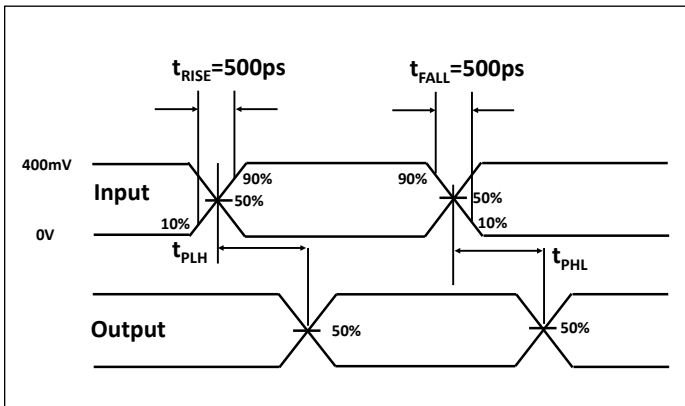 tRISE=500ps
tFALL=500ps
400mV
Input
90%
50%
10%
0V
90%
50%
10%
tPLH
tPHL
Output
50%
50%